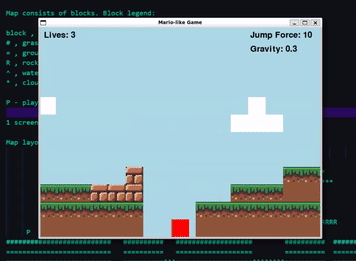 Map consists of blocks. Block legend:
Mario-like Game
Lives: 3
Jump Force: 10
Gravity: 0.3
block ,
# , gras
= , grou
R , rock
^ , wate
* , clou
P - play
1 screen
Map layo
P